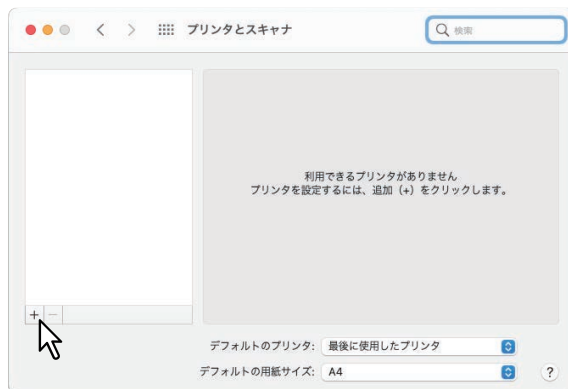 プリンタとスキャナ
検索
利用できるプリンタがありません
プリンタを設定するには、追加（+）をクリックします。
+ −
デフォルトのプリンタ: 最後に使用したプリンタ
デフォルトの用紙サイズ: A4 ?